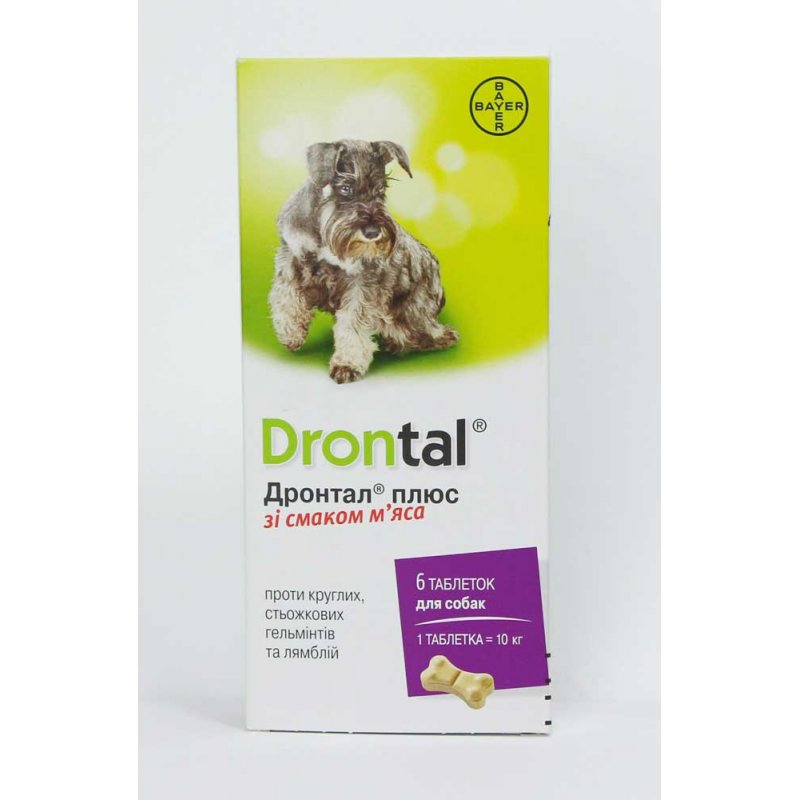 BAYER
BAYER
Drontal®
Дронтал® плюс
зі смаком м'яса
6 ТАБЛЕТОК
для собак
1 ТАБЛЕТКА = 10 кг
проти круглих,
стьожкових
гельмінтів
та лямблій